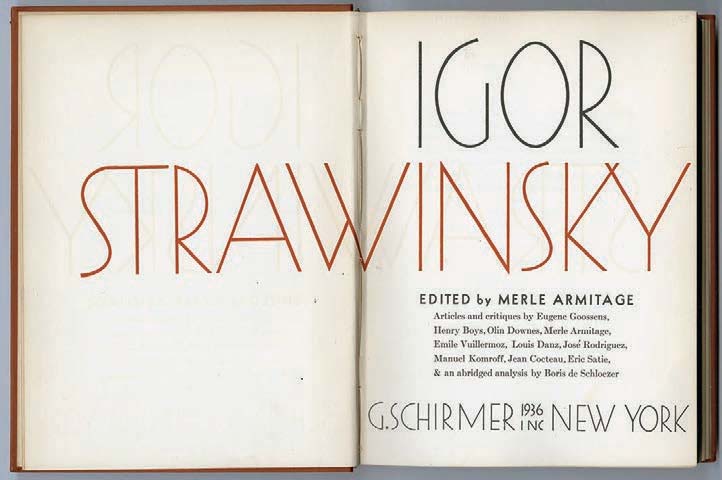 IGOR
STRAWINSKY
EDITED by MERLE ARMITAGE
Articles and critiques by Eugene Goossens,
Henry Boys, Olin Downes, Merle Armitage,
Emile Vuillermoz, Louis Danz, José Rodriguez,
Manuel Komroff, Jean Cocteau, Eric Satie,
& an abridged analysis by Boris de Schloezer
G. SCHIRMER 1936 INC NEW YORK